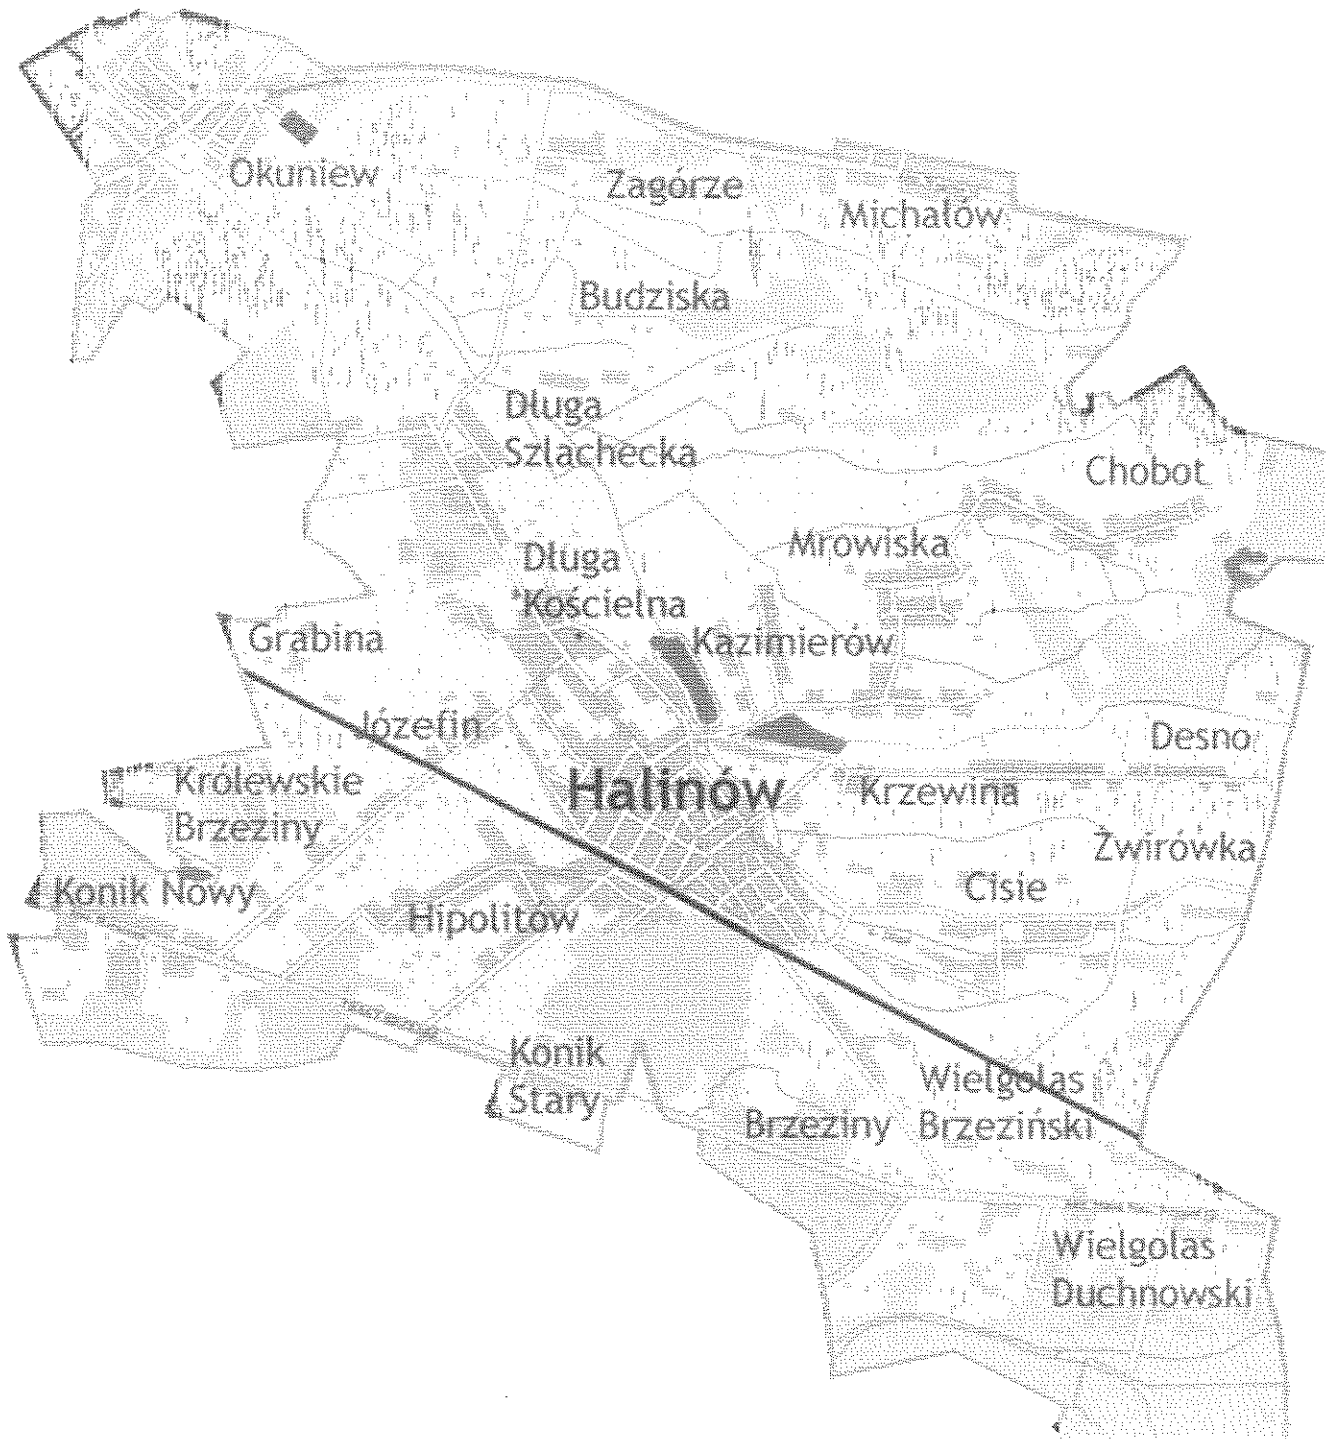 Okuniew
Zagórze
Michałów
Budziska
Długa
Szlachecka
Chobot
Mrowiska
Długa
Kościelna
Grabina
Kazimierów
Józefin
Desno
Królewskie
Brzeziny
Halinów
Krzewina
Żwirówka
Konik Nowy
Cisie
Hipolitów
Konik
Stary
Wielgolas
Brzeziński
Brzeziny
Wielgolas
Duchnowski